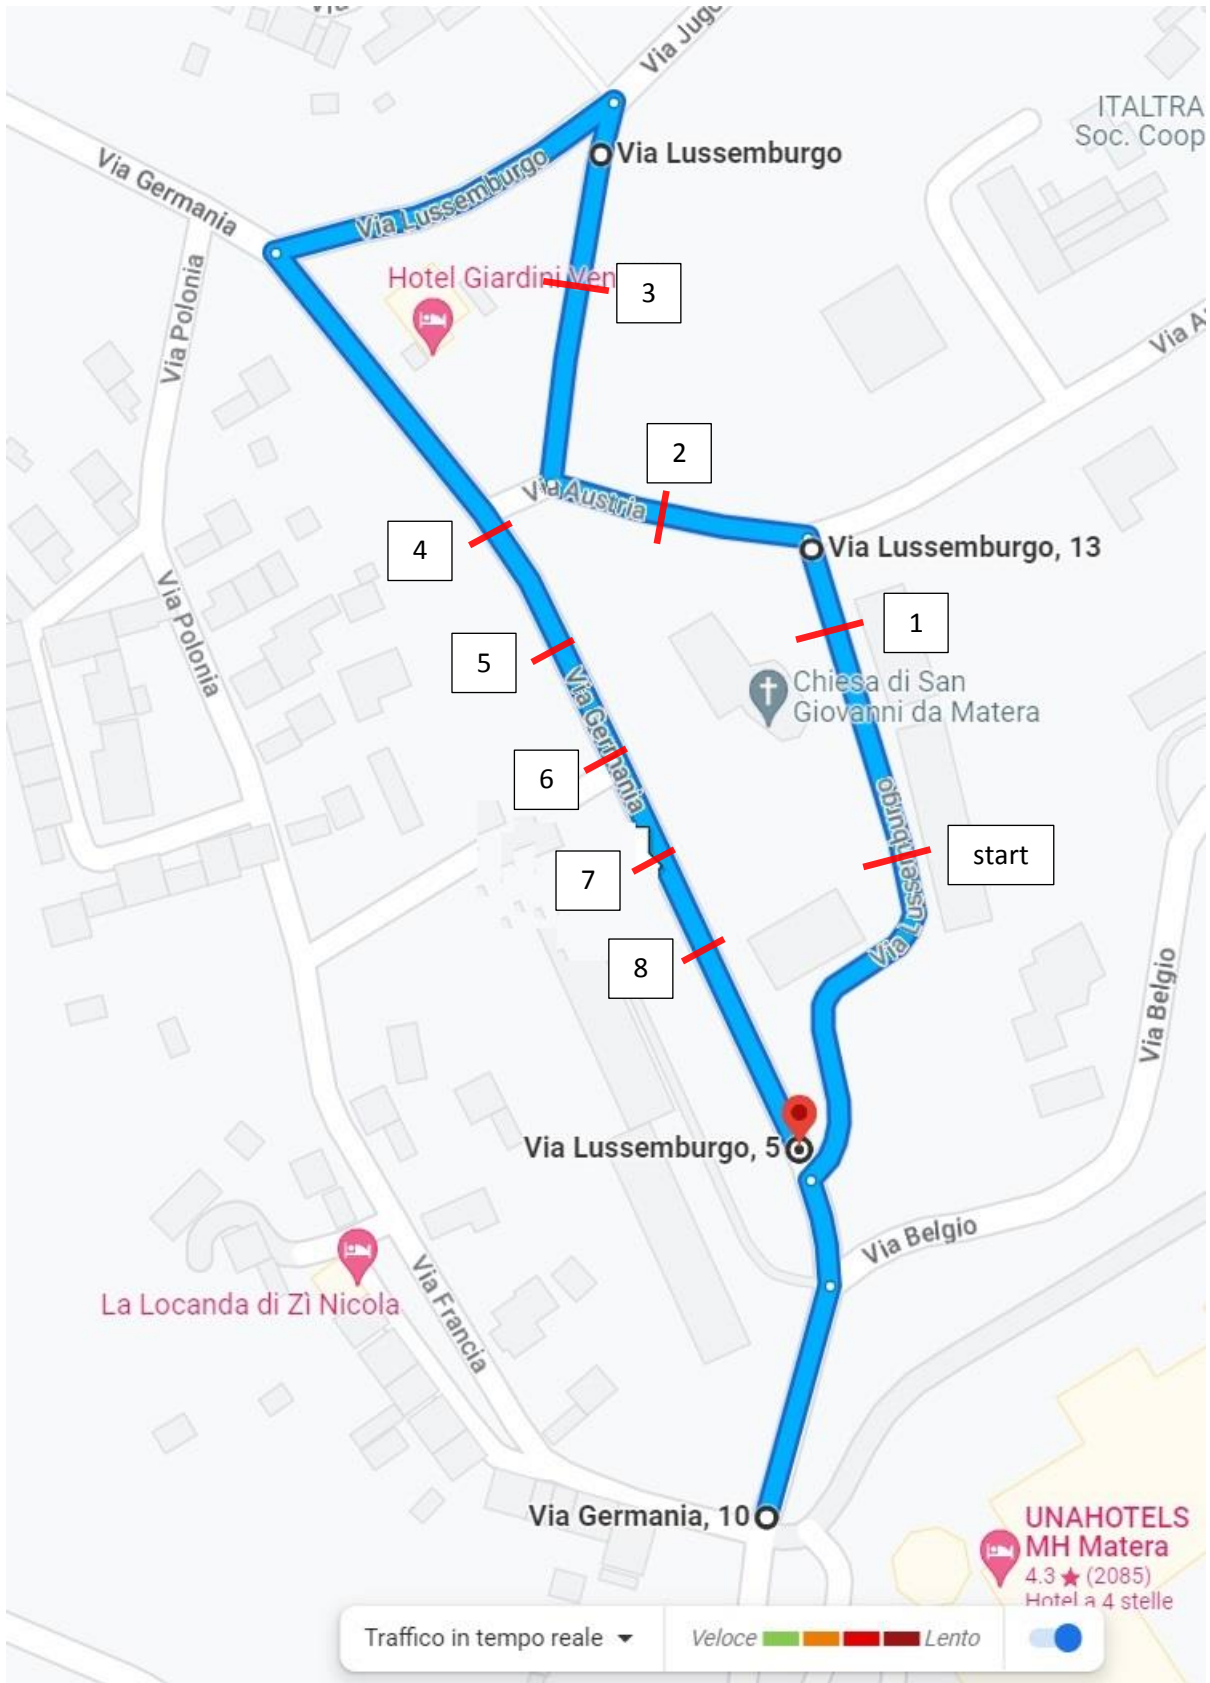 Via Jugo
ITALTRA
Soc. Coop
Via Lussemburgo
Via Germania
Via Lussemburgo
Hotel Giardini Ven
3
Via Polonia
Via A
2
Via Austria
4
Via Lussemburgo, 13
Via Polonia
1
5
Chiesa di San
Giovanni da Matera
Via Germania
6
Via Lussemburgo
start
7
8
Via Belgio
Via Lussemburgo, 5
Via Belgio
La Locanda di Zì Nicola
Via Francia
Via Germania, 10
UNAHOTELS
MH Matera
4.3 ★ (2085)
Hotel a 4 stelle
Traffico in tempo reale
Veloce
Lento